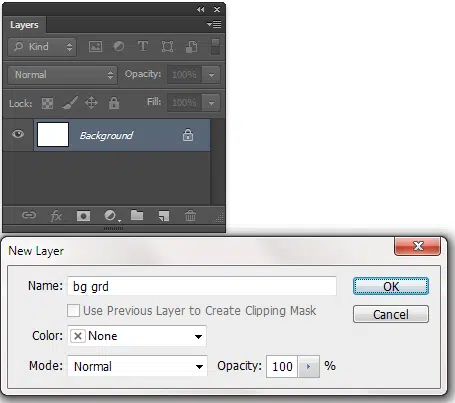 Layers
Kind
Normal Opacity: 100%
Lock: Fill: 100%
Background
fx
New Layer
Name: bg grd OK
Use Previous Layer to Create Clipping Mask Cancel
Color: None
Mode: Normal Opacity: 100 %